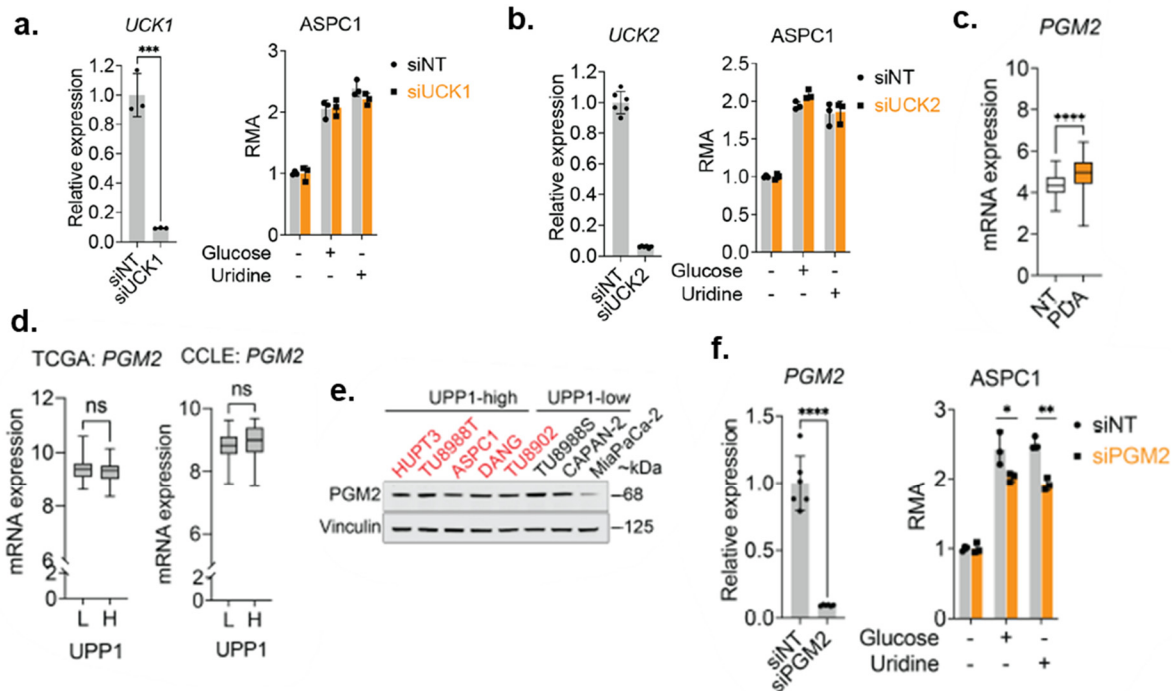 a.
UCK1
***
Relative expression
1.2
1.0
0.8
0.6
0.4
0.2
0.0
siNT
siUCK1
ASPC1
siNT
siUCK1
RMA
3
2
1
0
Glucose - + -
Uridine - - +
b.
UCK2
Relative expression
1.2
1.0
0.8
0.6
0.4
0.2
0.0
siNT
siUCK2
ASPC1
siNT
siUCK2
RMA
2.5
2.0
1.5
1.0
0.5
0.0
Glucose - + -
Uridine - - +
c.
PGM2
****
mRNA expression
10
8
6
4
2
0
NT
PDA
d.
TCGA: PGM2
ns
mRNA expression
12
10
8
6
2
0
L H
UPP1
CCLE: PGM2
ns
mRNA expression
10
8
6
2
0
L H
UPP1
e.
UPP1-high UPP1-low
HUPT3
TU8988T
ASPC1
DANG
TU8902
TU8988S
CAPAN-2
MiaPaCa-2
~kDa
PGM2 –68
Vinculin –125
f.
PGM2
****
Relative expression
1.5
1.0
0.5
0.0
siNT
siPGM2
ASPC1
* **
siNT
siPGM2
RMA
3
2
1
0
Glucose - + -
Uridine - - +